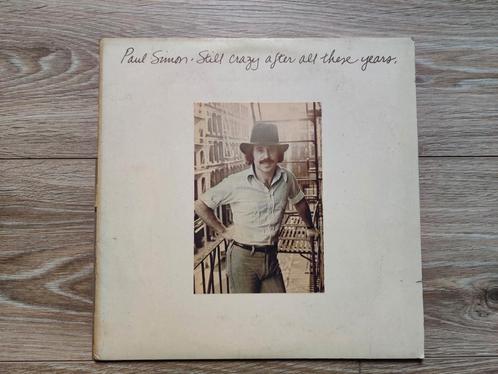 Paul Simon · Still crazy after all these years.